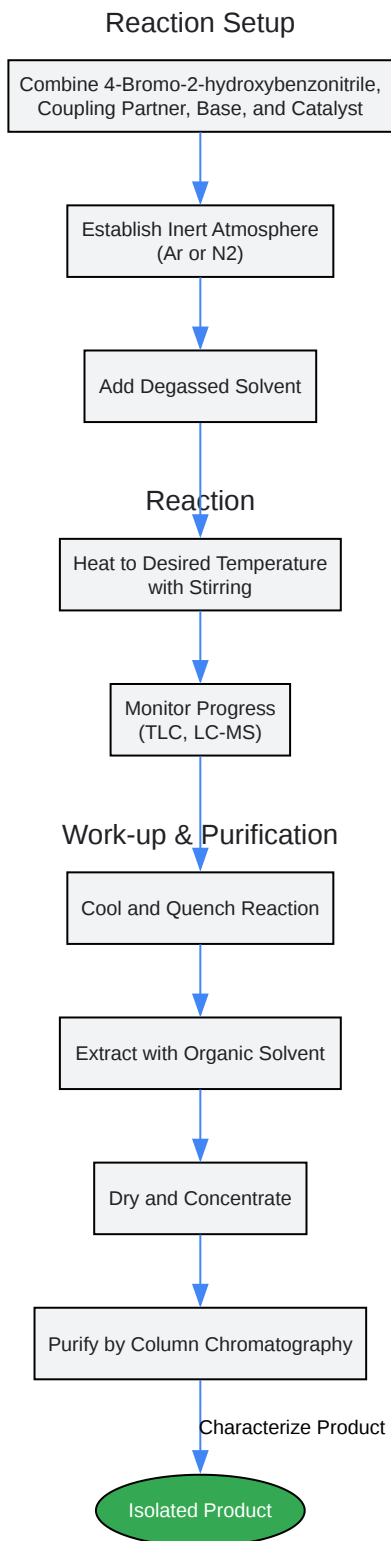 Reaction Setup
Combine 4-Bromo-2-hydroxybenzonitrile,
Coupling Partner, Base, and Catalyst
Establish Inert Atmosphere
(Ar or N2)
Add Degassed Solvent
Reaction
Heat to Desired Temperature
with Stirring
Monitor Progress
(TLC, LC-MS)
Work-up & Purification
Cool and Quench Reaction
Extract with Organic Solvent
Dry and Concentrate
Purify by Column Chromatography
Characterize Product
Isolated Product